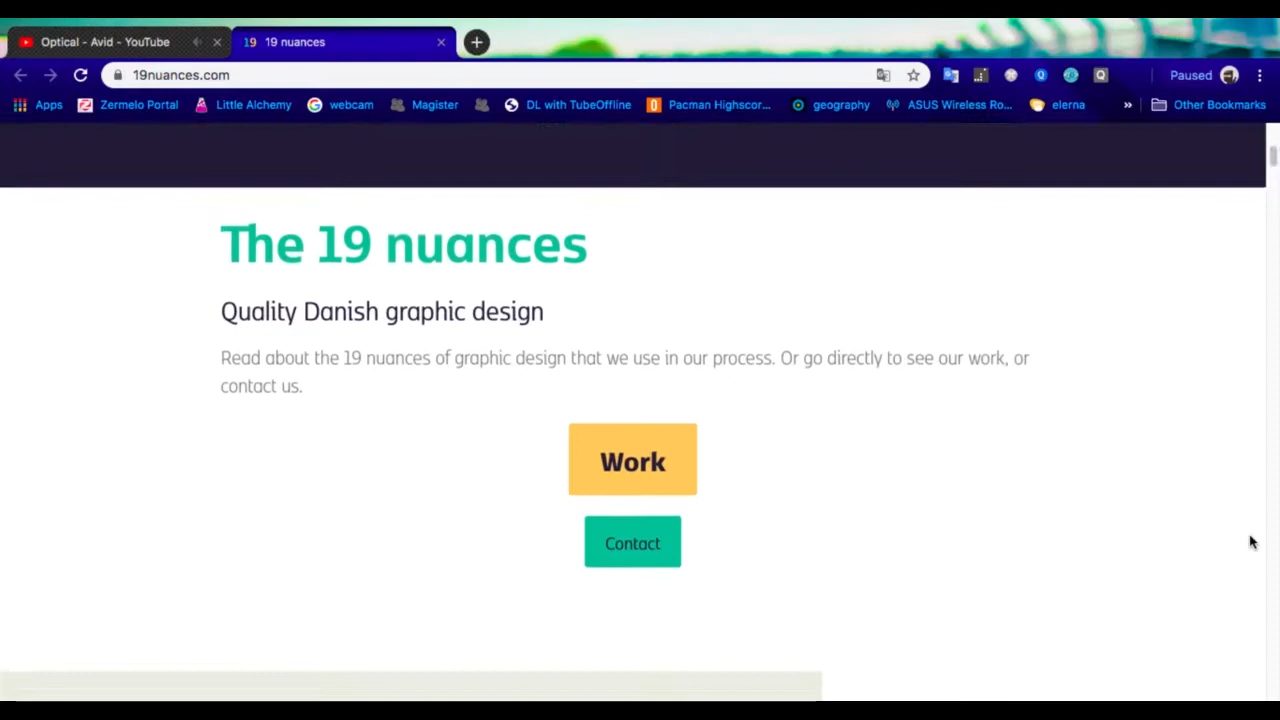 Optical - Avid - YouTube
19 19 nuances
19nuances.com
Paused
Apps
Zermelo Portal
Little Alchemy
webcam
Magister
DL with TubeOffline
Pacman Highscor...
geography
ASUS Wireless Ro...
elerna
»
Other Bookmarks
The 19 nuances
Quality Danish graphic design
Read about the 19 nuances of graphic design that we use in our process. Or go directly to see our work, or
contact us.
Work
Contact